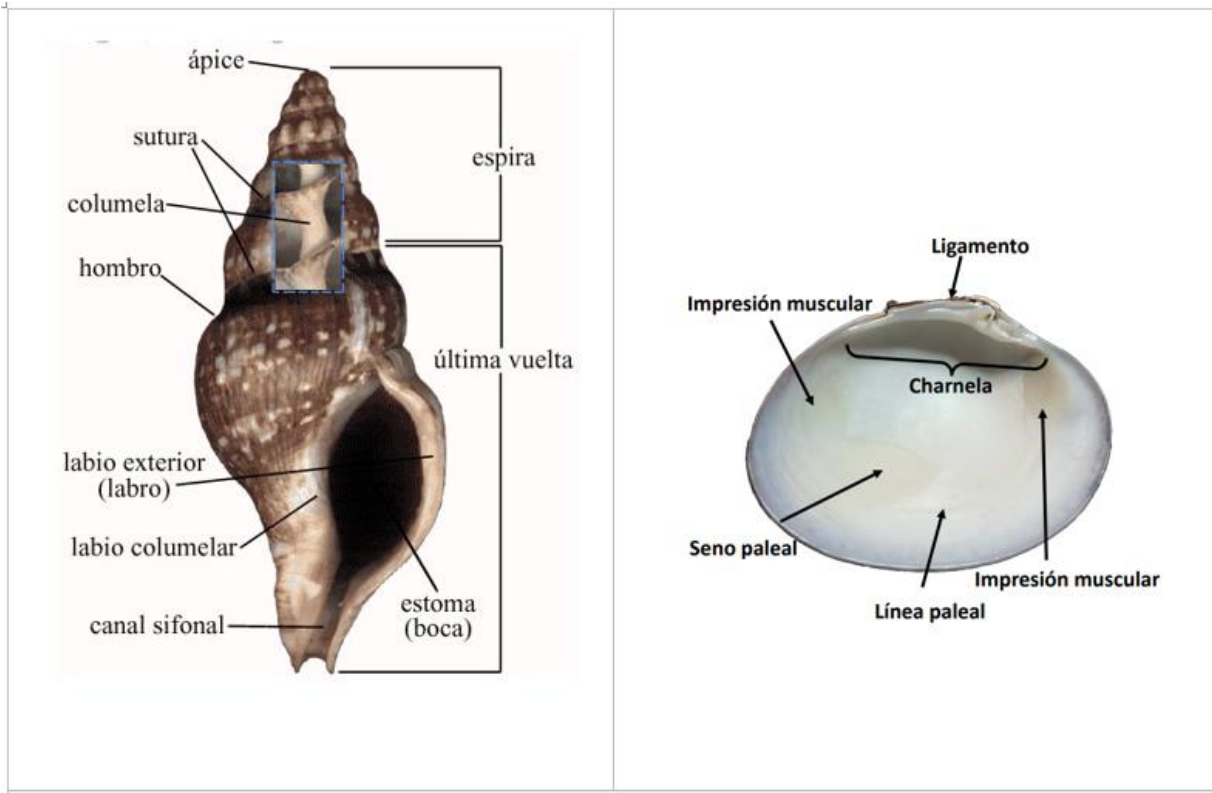 ápice
sutura
espira
columela
hombro
última vuelta
labio exterior
(labro)
labio columelar
estoma
(boca)
canal sifonal
Ligamento
Impresión muscular
Charnela
Seno paleal
Impresión muscular
Línea paleal